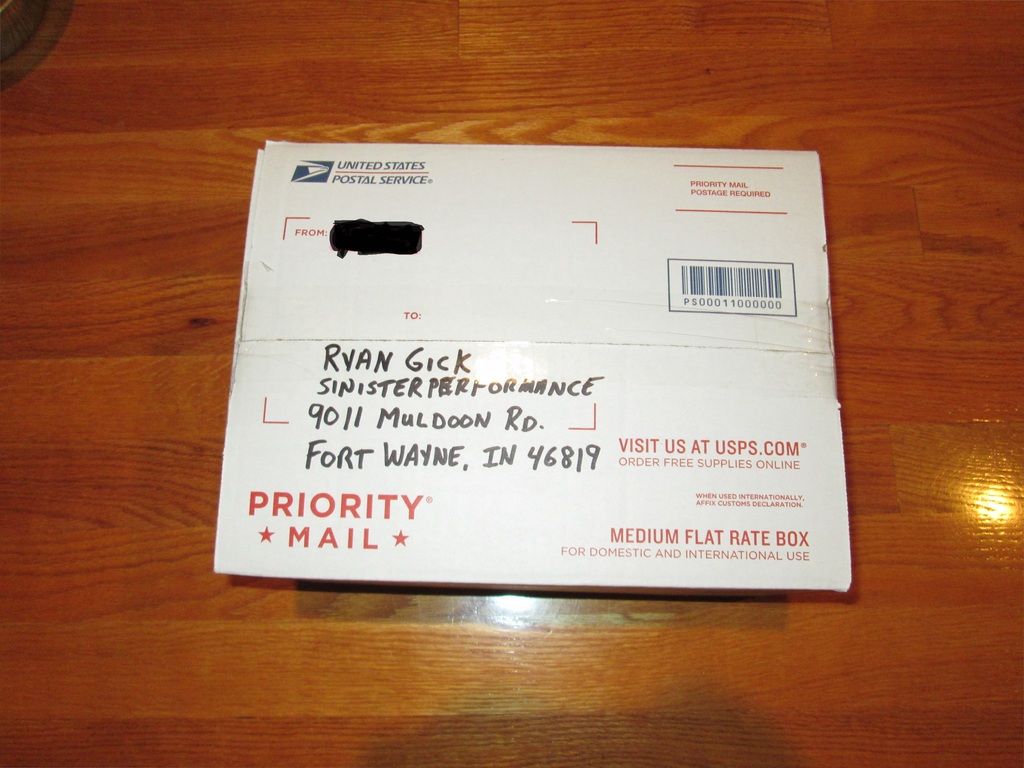 UNITED STATES
POSTAL SERVICE®
PRIORITY MAIL
POSTAGE REQUIRED
FROM:
PS00011000000
TO:
RYAN GICK
SINISTER PERFORMANCE
9011 MULDOON RD.
FORT WAYNE, IN 46819
VISIT US AT USPS.COM®
ORDER FREE SUPPLIES ONLINE
WHEN USED INTERNATIONALLY,
AFFIX CUSTOMS DECLARATION.
PRIORITY®
★ MAIL ★
MEDIUM FLAT RATE BOX
FOR DOMESTIC AND INTERNATIONAL USE